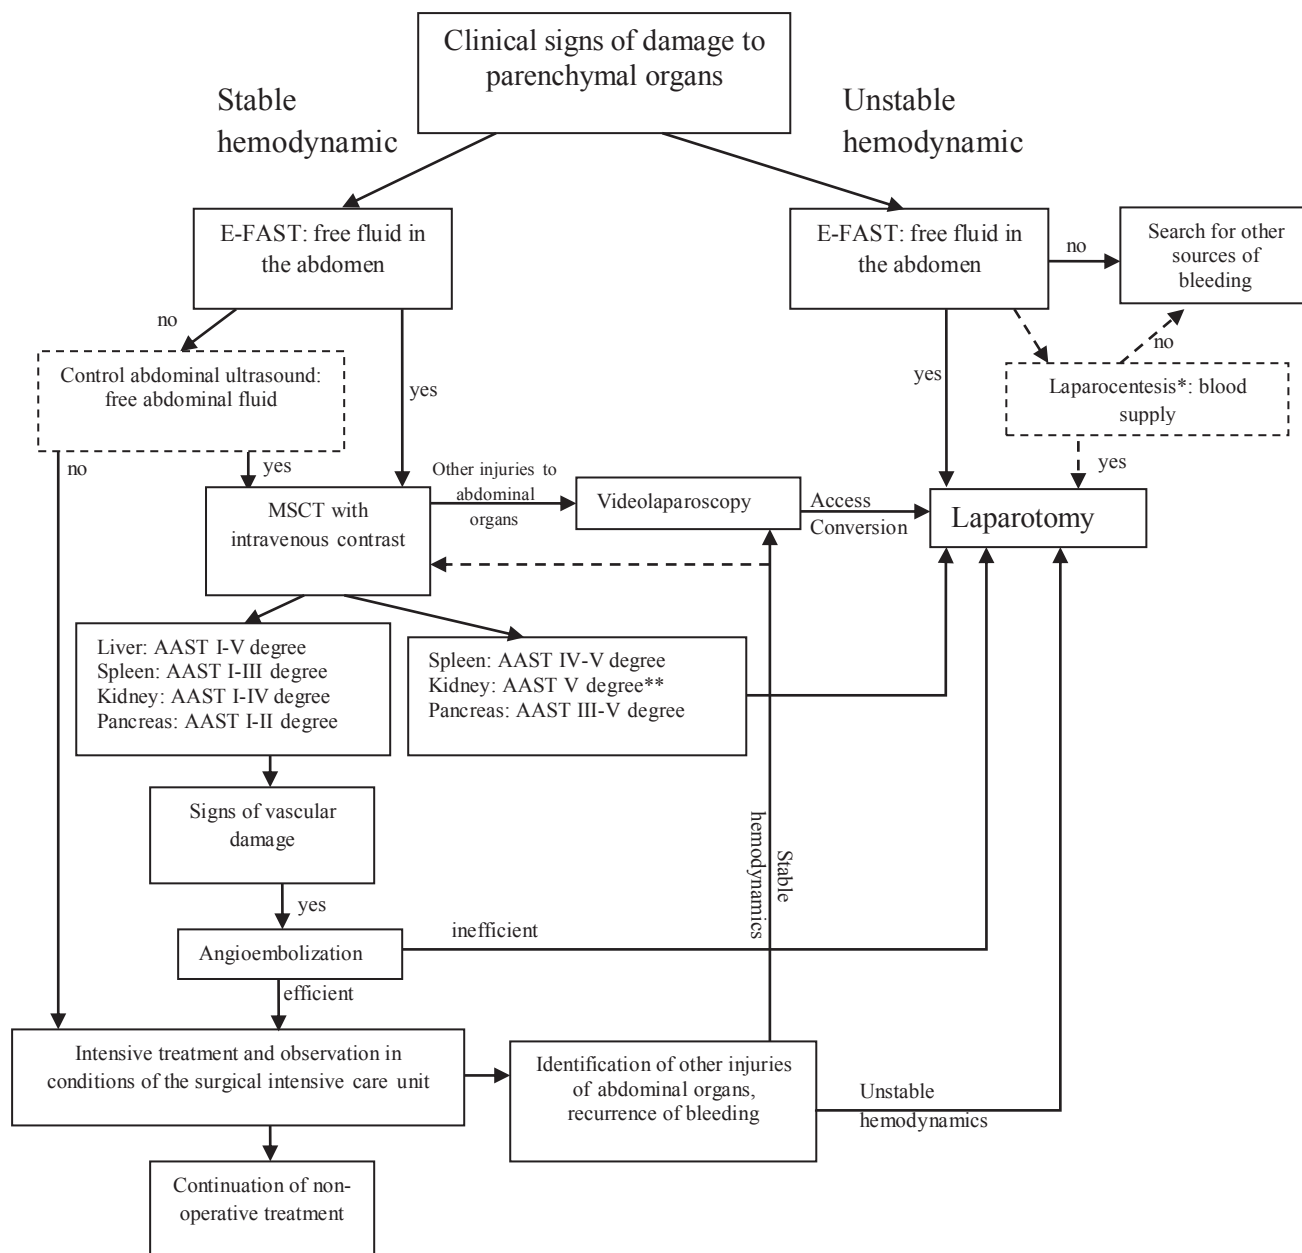 Clinical signs of damage to
parenchymal organs
Stable
hemodynamic
Unstable
hemodynamic
E-FAST: free fluid in
the abdomen
E-FAST: free fluid in
the abdomen
no
Search for other
sources of
bleeding
no
Control abdominal ultrasound:
free abdominal fluid
yes
yes
no
Laparocentesis*: blood
supply
no
yes
yes
MSCT with
intravenous contrast
Other injuries to
abdominal
organs
Videolaparoscopy
Access
Conversion
Laparotomy
Liver: AAST I-V degree
Spleen: AAST I-III degree
Kidney: AAST I-IV degree
Pancreas: AAST I-II degree
Spleen: AAST IV-V degree
Kidney: AAST V degree**
Pancreas: AAST III-V degree
Signs of vascular
damage
Stable
hemodynamics
yes
Angioembolization
inefficient
efficient
Intensive treatment and observation in
conditions of the surgical intensive care unit
Identification of other injuries
of abdominal organs,
recurrence of bleeding
Unstable
hemodynamics
Continuation of non-
operative treatment